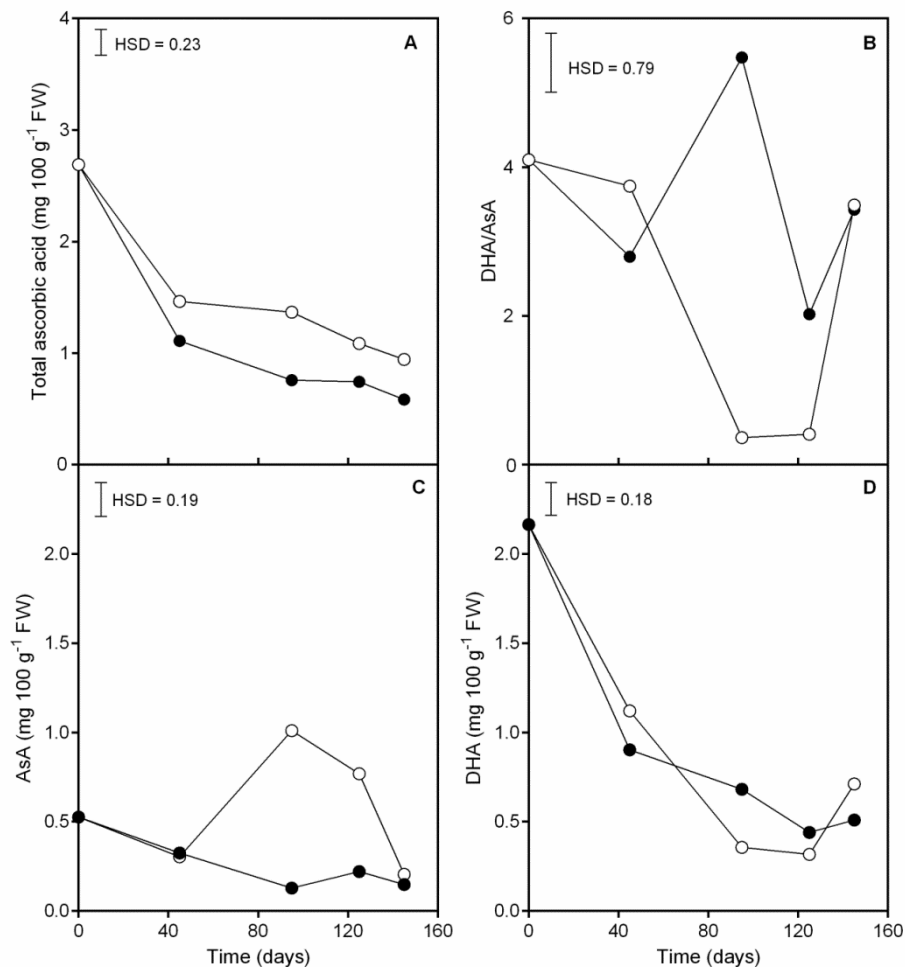 4
3
2
1
0
Total ascorbic acid (mg 100 g⁻¹ FW)
HSD = 0.23
A
6
4
2
0
DHA/AsA
HSD = 0.79
B
2.0
1.5
1.0
0.5
0.0
AsA (mg 100 g⁻¹ FW)
HSD = 0.19
C
0 40 80 120 160
Time (days)
2.0
1.5
1.0
0.5
0.0
DHA (mg 100 g⁻¹ FW)
HSD = 0.18
D
0 40 80 120 160
Time (days)